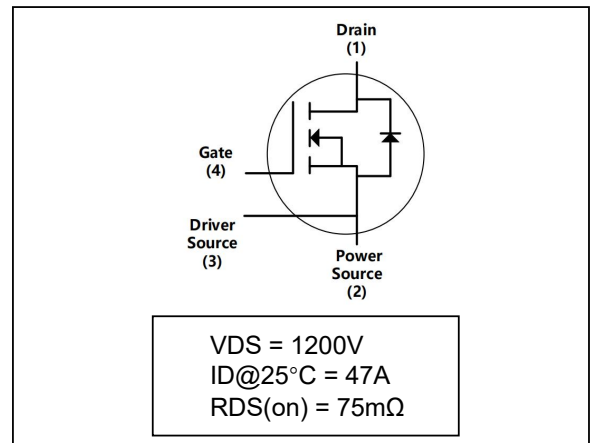 Drain
(1)
Gate
(4)
Driver
Source
(3)
Power
Source
(2)
VDS = 1200V
ID@25°C = 47A
RDS(on) = 75mΩ